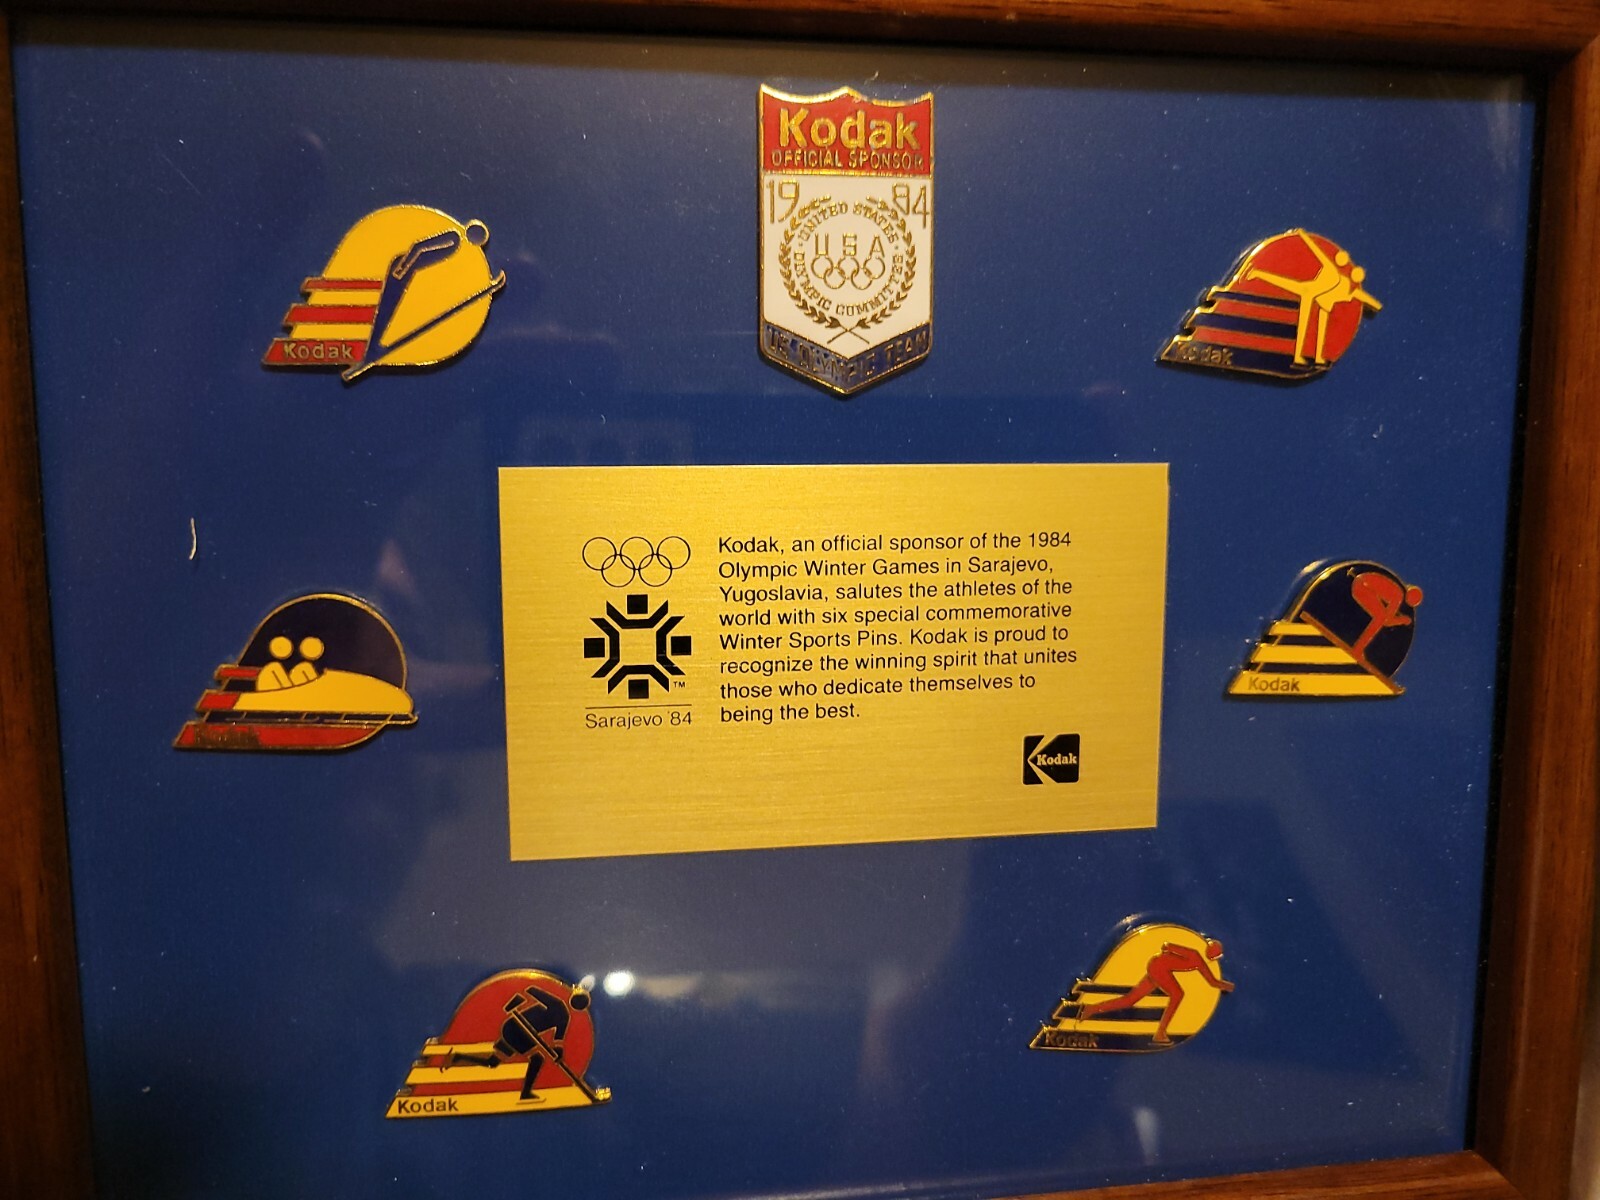 Kodak
OFFICIAL SPONSOR
19 84
UNITED STATES
OLYMPIC COMMITTEE
USA
US OLYMPIC TEAM
Kodak
Kodak
Kodak, an official sponsor of the 1984
Olympic Winter Games in Sarajevo,
Yugoslavia, salutes the athletes of the
world with six special commemorative
Winter Sports Pins. Kodak is proud to
recognize the winning spirit that unites
those who dedicate themselves to
being the best.
TM
Sarajevo '84
Kodak
Kodak
Kodak
Kodak
Kodak